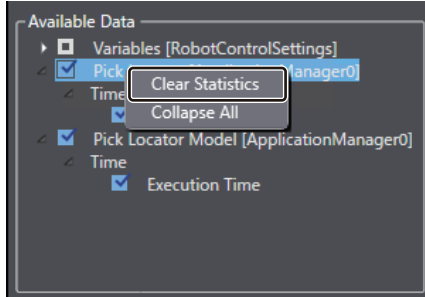 Available Data
Variables [RobotControlSettings]
Pick Manager0]
Clear Statistics
Time
Collapse All
Pick Locator Model [ApplicationManager0]
Time
Execution Time